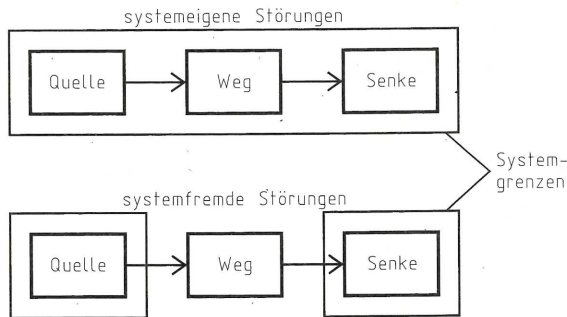 systemeigene Störungen
Quelle
Weg
Senke
System-
grenzen
systemfremde Störungen
Quelle
Weg
Senke